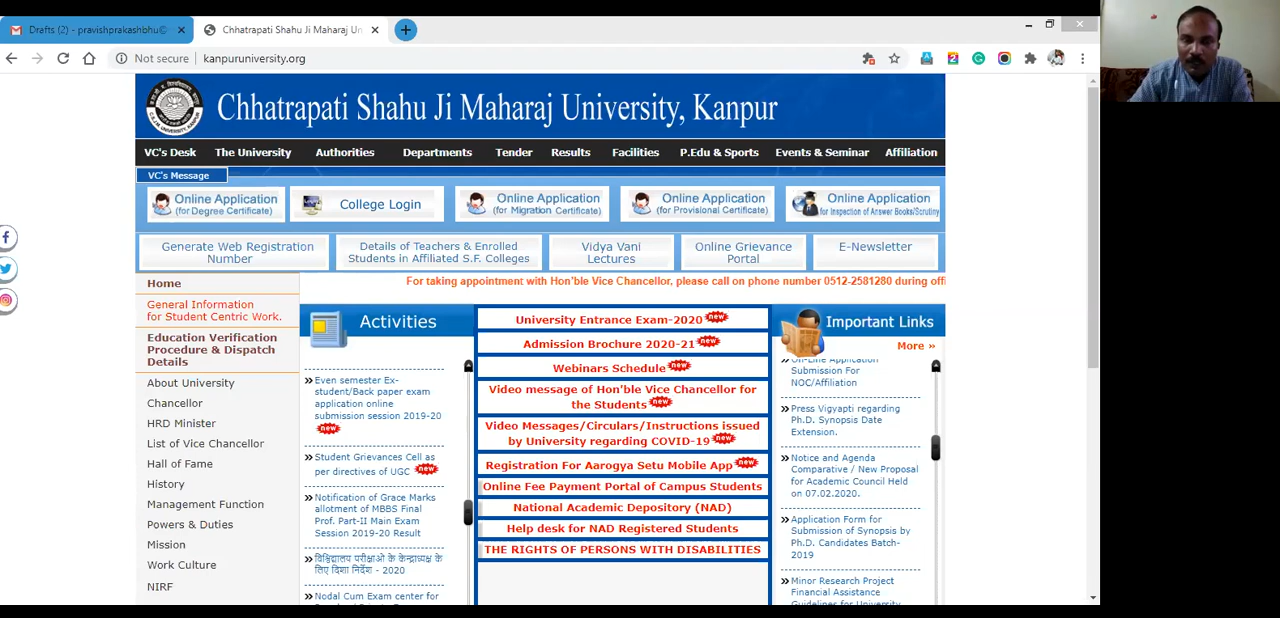 Drafts (2) - pravishprakashbhu@
Chhatrapati Shahu Ji Maharaj Un
Not secure
kanpuruniversity.org
Chhatrapati Shahu Ji Maharaj University, Kanpur
VC's Desk
The University
Authorities
Departments
Tender
Results
Facilities
P.Edu & Sports
Events & Seminar
Affiliation
VC's Message
Online Application
(for Degree Certificate)
College Login
Online Application
(for Migration Certificate)
Online Application
(for Provisional Certificate)
Online Application
for Inspection of Answer Books/Scrutiny
Generate Web Registration
Number
Details of Teachers & Enrolled
Students in Affiliated S.F. Colleges
Vidya Vani
Lectures
Online Grievance
Portal
E-Newsletter
For taking appointment with Hon'ble Vice Chancellor, please call on phone number 0512-2581280 during offi
Home
General Information
for Student Centric Work.
Education Verification
Procedure & Dispatch
Details
About University
Chancellor
HRD Minister
List of Vice Chancellor
Hall of Fame
History
Management Function
Powers & Duties
Mission
Work Culture
NIRF
Activities
Even semester Ex-
student/Back paper exam
application online
submission session 2019-20
new
Student Grievances Cell as
per directives of UGC new
Notification of Grace Marks
allotment of MBBS Final
Prof. Part-II Main Exam
Session 2019-20 Result
विश्वविद्यालय परीक्षाओ के केन्द्राध्यक्ष के
लिए दिशा निर्देश - 2020
Nodal Cum Exam center for
University Entrance Exam-2020 new
Admission Brochure 2020-21 new
Webinars Schedule new
Video message of Hon'ble Vice Chancellor for
the Students new
Video Messages/Circulars/Instructions issued
by University regarding COVID-19 new
Registration For Aarogya Setu Mobile App new
Online Fee Payment Portal of Campus Students
National Academic Depository (NAD)
Help desk for NAD Registered Students
THE RIGHTS OF PERSONS WITH DISABILITIES
Important Links
More »
On-Line Application
Submission For
NOC/Affiliation
Press Vigyapti regarding
Ph.D. Synopsis Date
Extension.
Notice and Agenda
Comparative / New Proposal
for Academic Council Held
on 07.02.2020.
Application Form for
Submission of Synopsis by
Ph.D. Candidates Batch-
2019
Minor Research Project
Financial Assistance
Guidelines for University